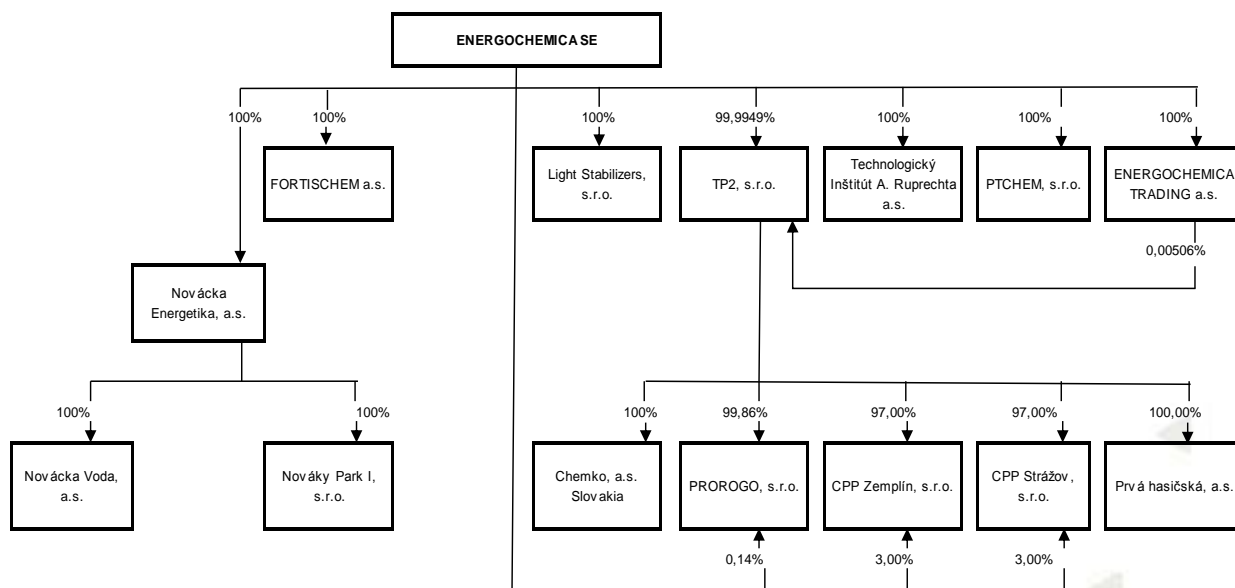 ENERGOCHEMICA SE
100%
100%
100%
99,9949%
100%
100%
100%
FORTISCHEM a.s.
Light Stabilizers,
s.r.o.
TP2, s.r.o.
Technologický
Inštitút A. Ruprechta
a.s.
PTCHEM, s.r.o.
ENERGOCHEMICA
TRADING a.s.
0,00506%
Novácka
Energetika, a.s.
100%
100%
100%
99,86%
97,00%
97,00%
100,00%
Novácka Voda,
a.s.
Nováky Park I,
s.r.o.
Chemko, a.s.
Slovakia
PROROGO, s.r.o.
CPP Zemplín, s.r.o.
CPP Strážov,
s.r.o.
Prvá hasičská, a.s.
0,14%
3,00%
3,00%